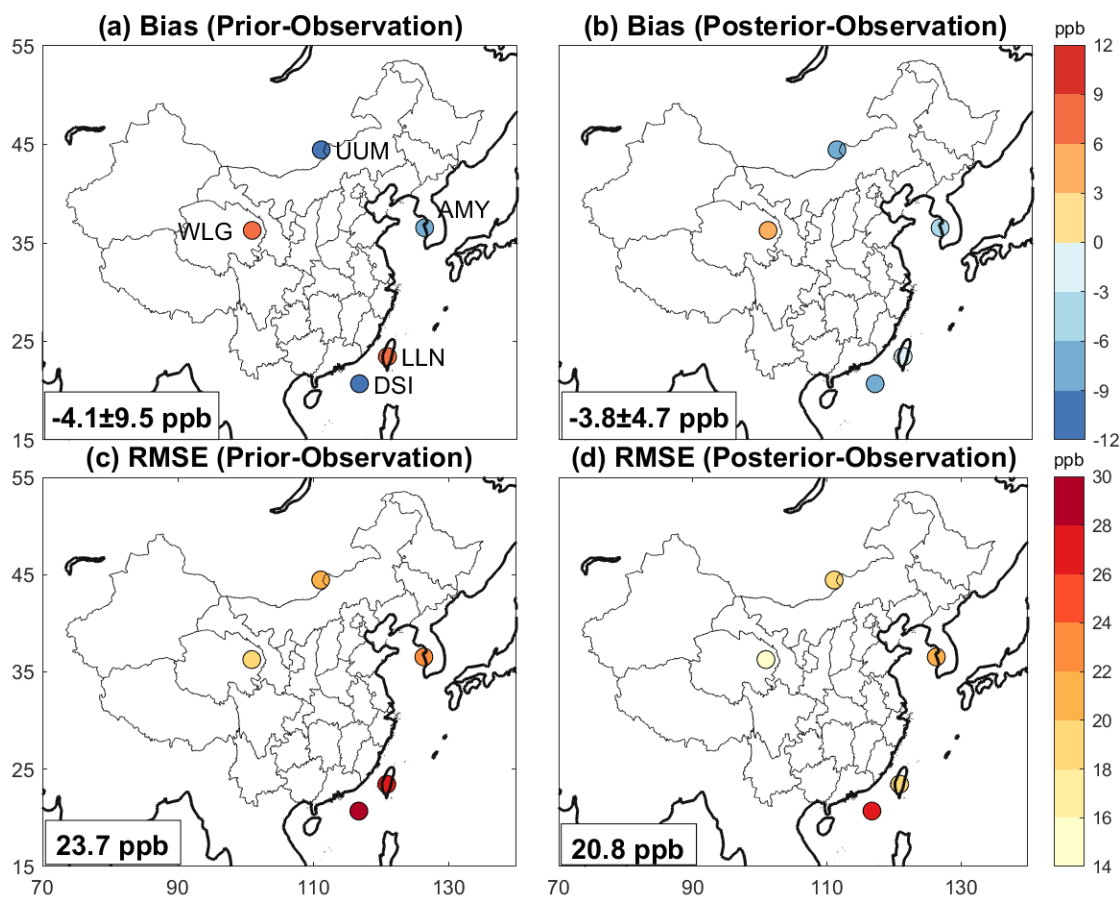 (a) Bias (Prior-Observation)
(b) Bias (Posterior-Observation)
ppb
55
45
35
25
15
UUM
AMY
WLG
LLN
DSI
-4.1±9.5 ppb
-3.8±4.7 ppb
12
9
6
3
0
-3
-6
-9
-12
(c) RMSE (Prior-Observation)
(d) RMSE (Posterior-Observation)
ppb
55
45
35
25
15
23.7 ppb
20.8 ppb
30
28
26
24
22
20
18
16
14
70
90
110
130
70
90
110
130